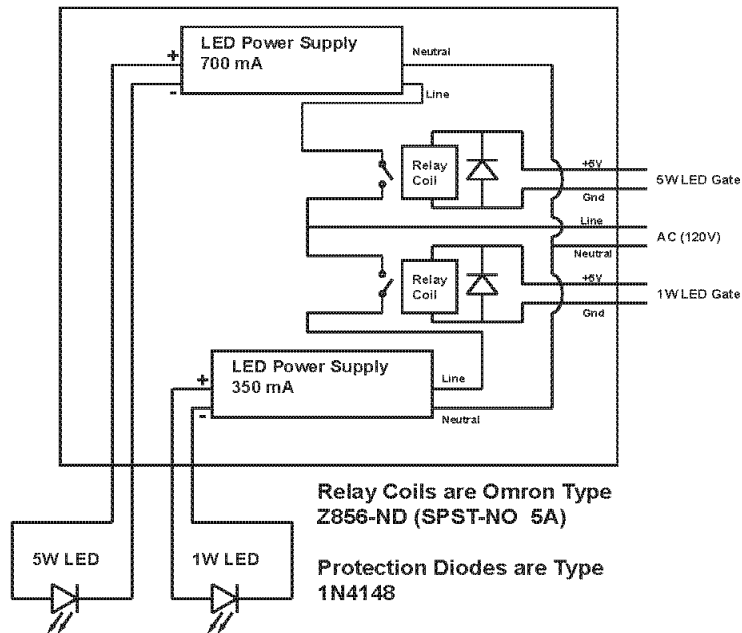 LED Power Supply
700 mA
+
-
Neutral
Line
Relay
Coil
+5V
Gnd
5W LED Gate
Line
AC (120V)
Neutral
Relay
Coil
+5V
Gnd
1W LED Gate
LED Power Supply
350 mA
+
-
Line
Neutral
Relay Coils are Omron Type
Z856-ND (SPST-NO 5A)
5W LED
1W LED
Protection Diodes are Type
1N4148